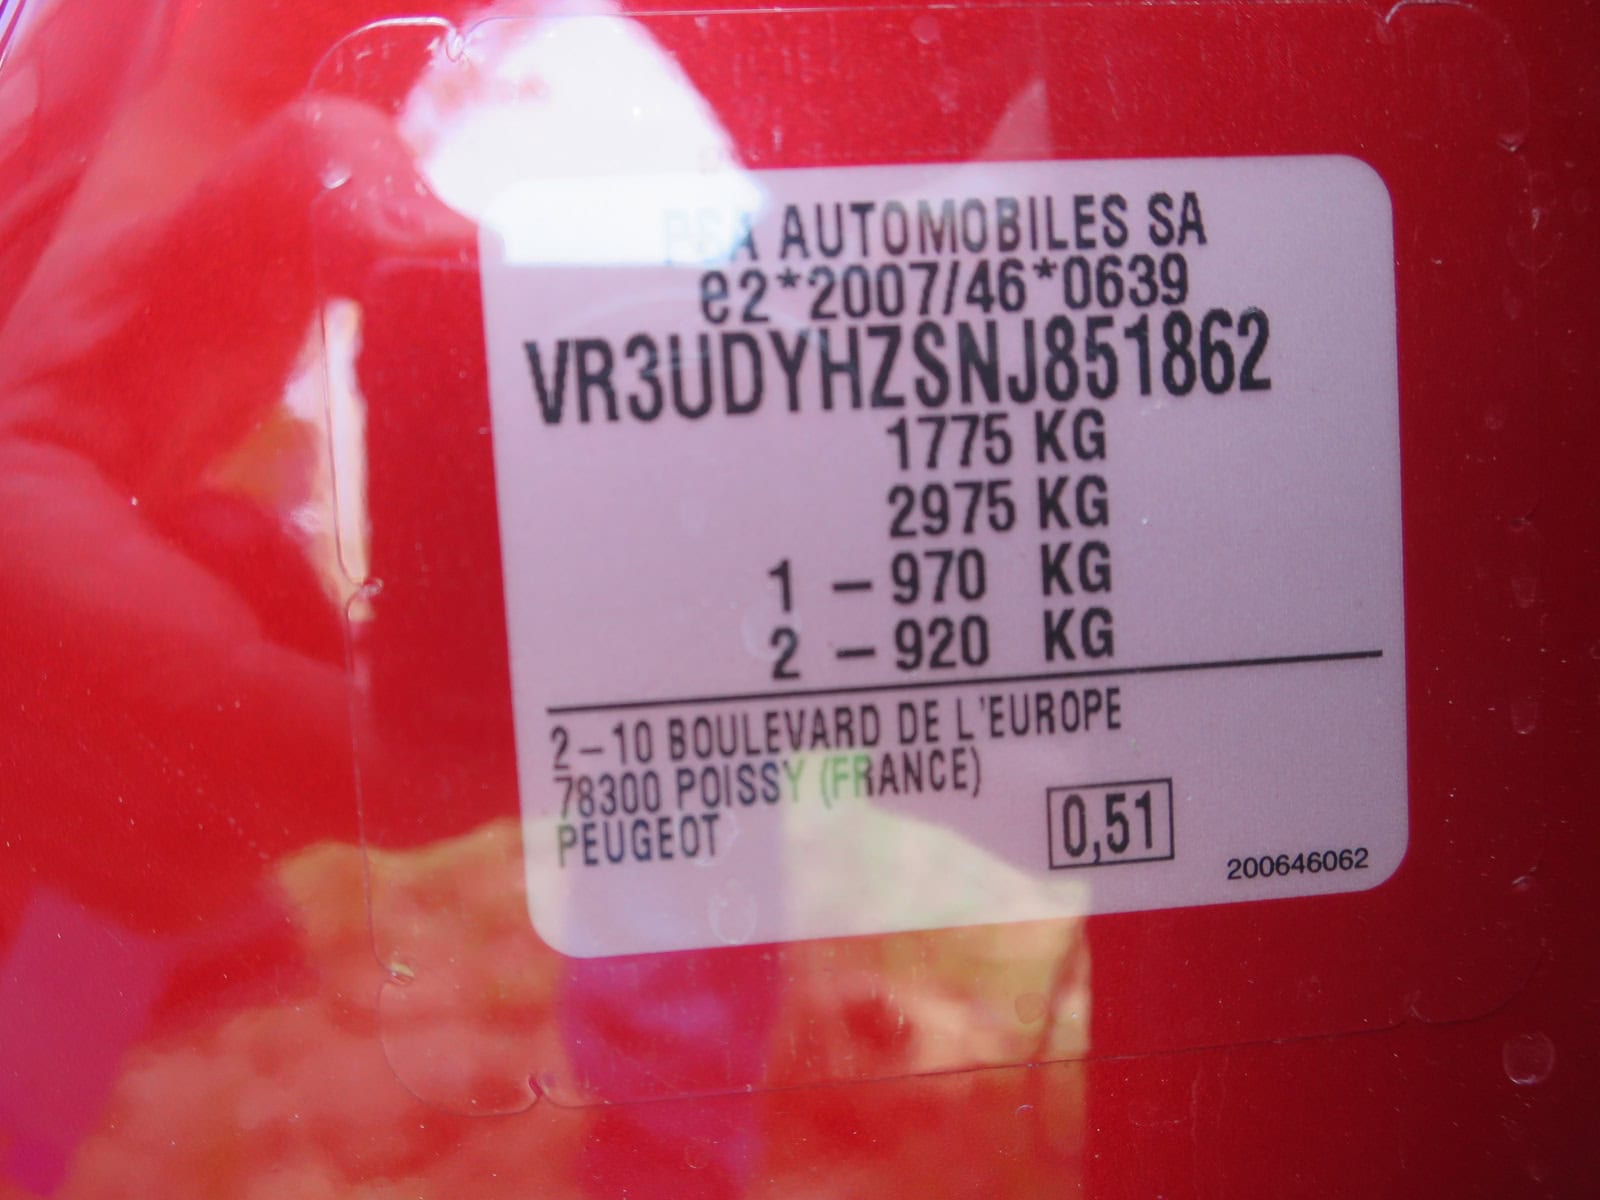 PSA AUTOMOBILES SA
e2*2007/46*0639
VR3UDYHZSNJ851862
1775 KG
2975 KG
1 – 970 KG
2 – 920 KG
2–10 BOULEVARD DE L'EUROPE
78300 POISSY (FRANCE)
PEUGEOT
0,51
200646062